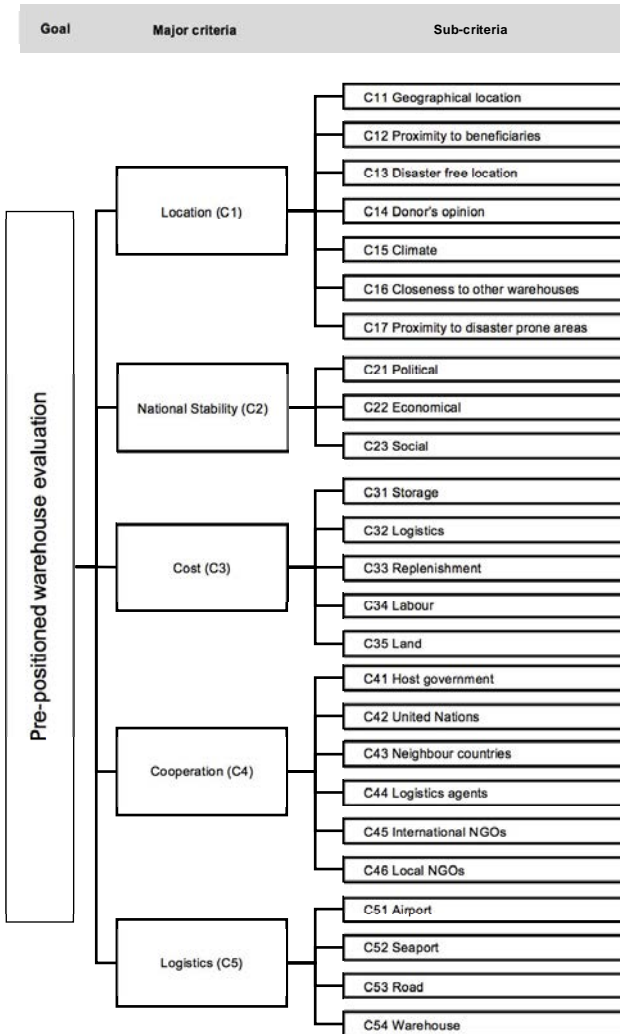 Goal Major criteria Sub-criteria
Pre-positioned warehouse evaluation
Location (C1)
C11 Geographical location
C12 Proximity to beneficiaries
C13 Disaster free location
C14 Donor's opinion
C15 Climate
C16 Closeness to other warehouses
C17 Proximity to disaster prone areas
National Stability (C2)
C21 Political
C22 Economical
C23 Social
Cost (C3)
C31 Storage
C32 Logistics
C33 Replenishment
C34 Labour
C35 Land
Cooperation (C4)
C41 Host government
C42 United Nations
C43 Neighbour countries
C44 Logistics agents
C45 International NGOs
C46 Local NGOs
Logistics (C5)
C51 Airport
C52 Seaport
C53 Road
C54 Warehouse